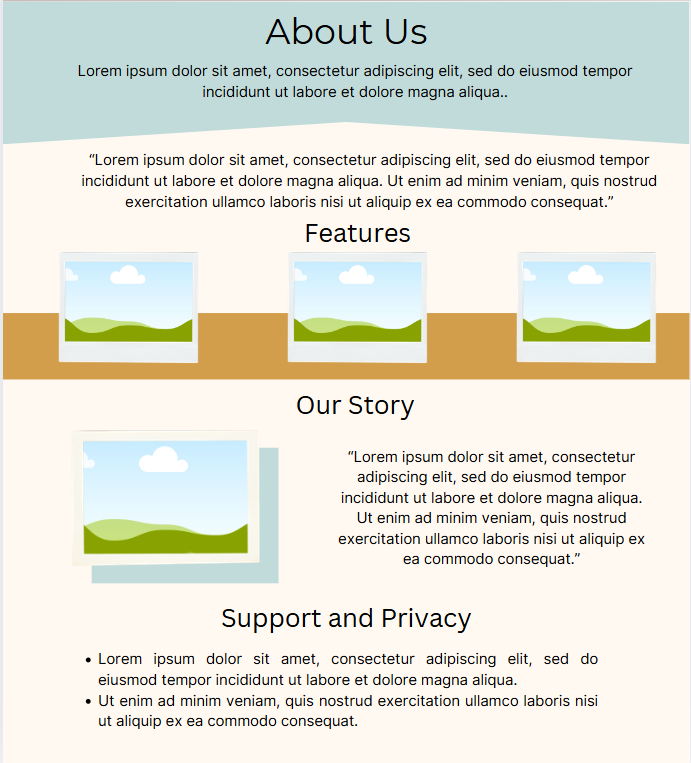 About Us
Lorem ipsum dolor sit amet, consectetur adipiscing elit, sed do eiusmod tempor
incididunt ut labore et dolore magna aliqua..
“Lorem ipsum dolor sit amet, consectetur adipiscing elit, sed do eiusmod tempor
incididunt ut labore et dolore magna aliqua. Ut enim ad minim veniam, quis nostrud
exercitation ullamco laboris nisi ut aliquip ex ea commodo consequat.”
Features
Our Story
“Lorem ipsum dolor sit amet, consectetur
adipiscing elit, sed do eiusmod tempor
incididunt ut labore et dolore magna aliqua.
Ut enim ad minim veniam, quis nostrud
exercitation ullamco laboris nisi ut aliquip ex
ea commodo consequat.”
Support and Privacy
• Lorem ipsum dolor sit amet, consectetur adipiscing elit, sed do
eiusmod tempor incididunt ut labore et dolore magna aliqua.
• Ut enim ad minim veniam, quis nostrud exercitation ullamco laboris nisi
ut aliquip ex ea commodo consequat.